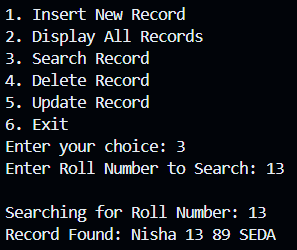 1. Insert New Record
2. Display All Records
3. Search Record
4. Delete Record
5. Update Record
6. Exit
Enter your choice: 3
Enter Roll Number to Search: 13
Searching for Roll Number: 13
Record Found: Nisha 13 89 SEDA